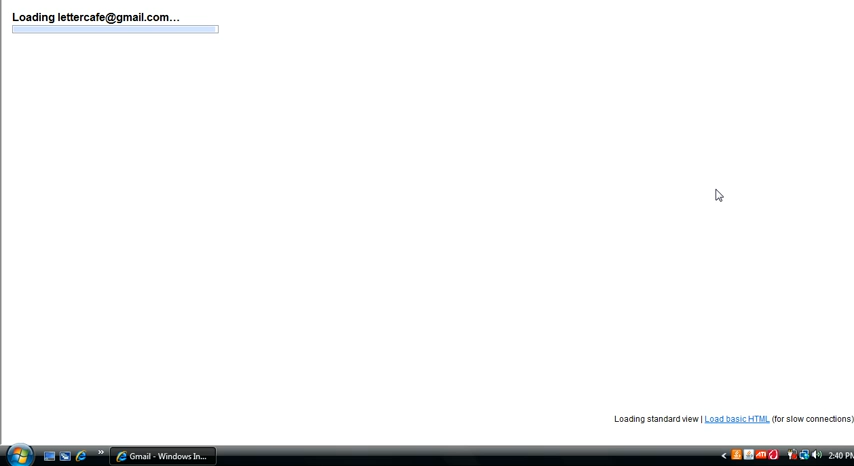 Loading lettercafe@gmail.com...
Loading standard view | Load basic HTML (for slow connections)
Gmail - Windows In...
ATI
2:40 PM